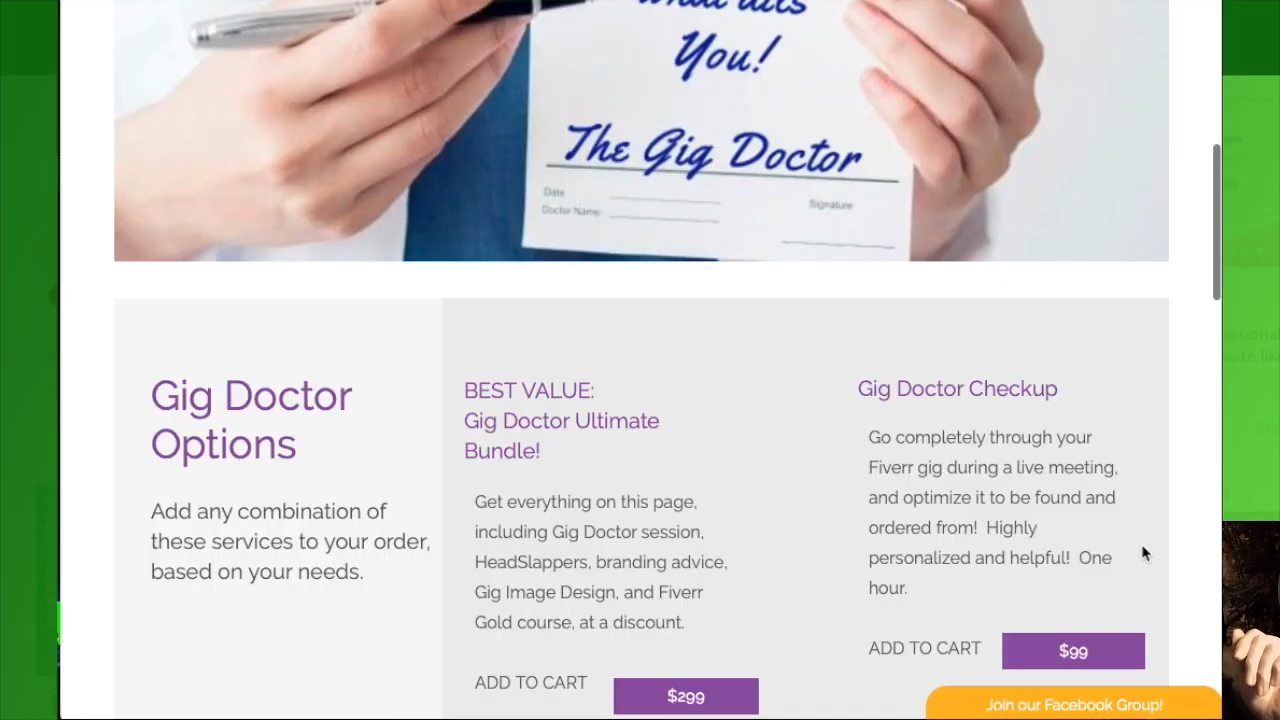 what ails
You!
The Gig Doctor
Date
Doctor Name:
Signature
Gig Doctor
Options
Add any combination of
these services to your order,
based on your needs.
BEST VALUE:
Gig Doctor Ultimate
Bundle!
Get everything on this page,
including Gig Doctor session,
HeadSlappers, branding advice,
Gig Image Design, and Fiverr
Gold course, at a discount.
ADD TO CART
$299
Gig Doctor Checkup
Go completely through your
Fiverr gig during a live meeting,
and optimize it to be found and
ordered from! Highly
personalized and helpful! One
hour.
ADD TO CART
$99
Join our Facebook Group!